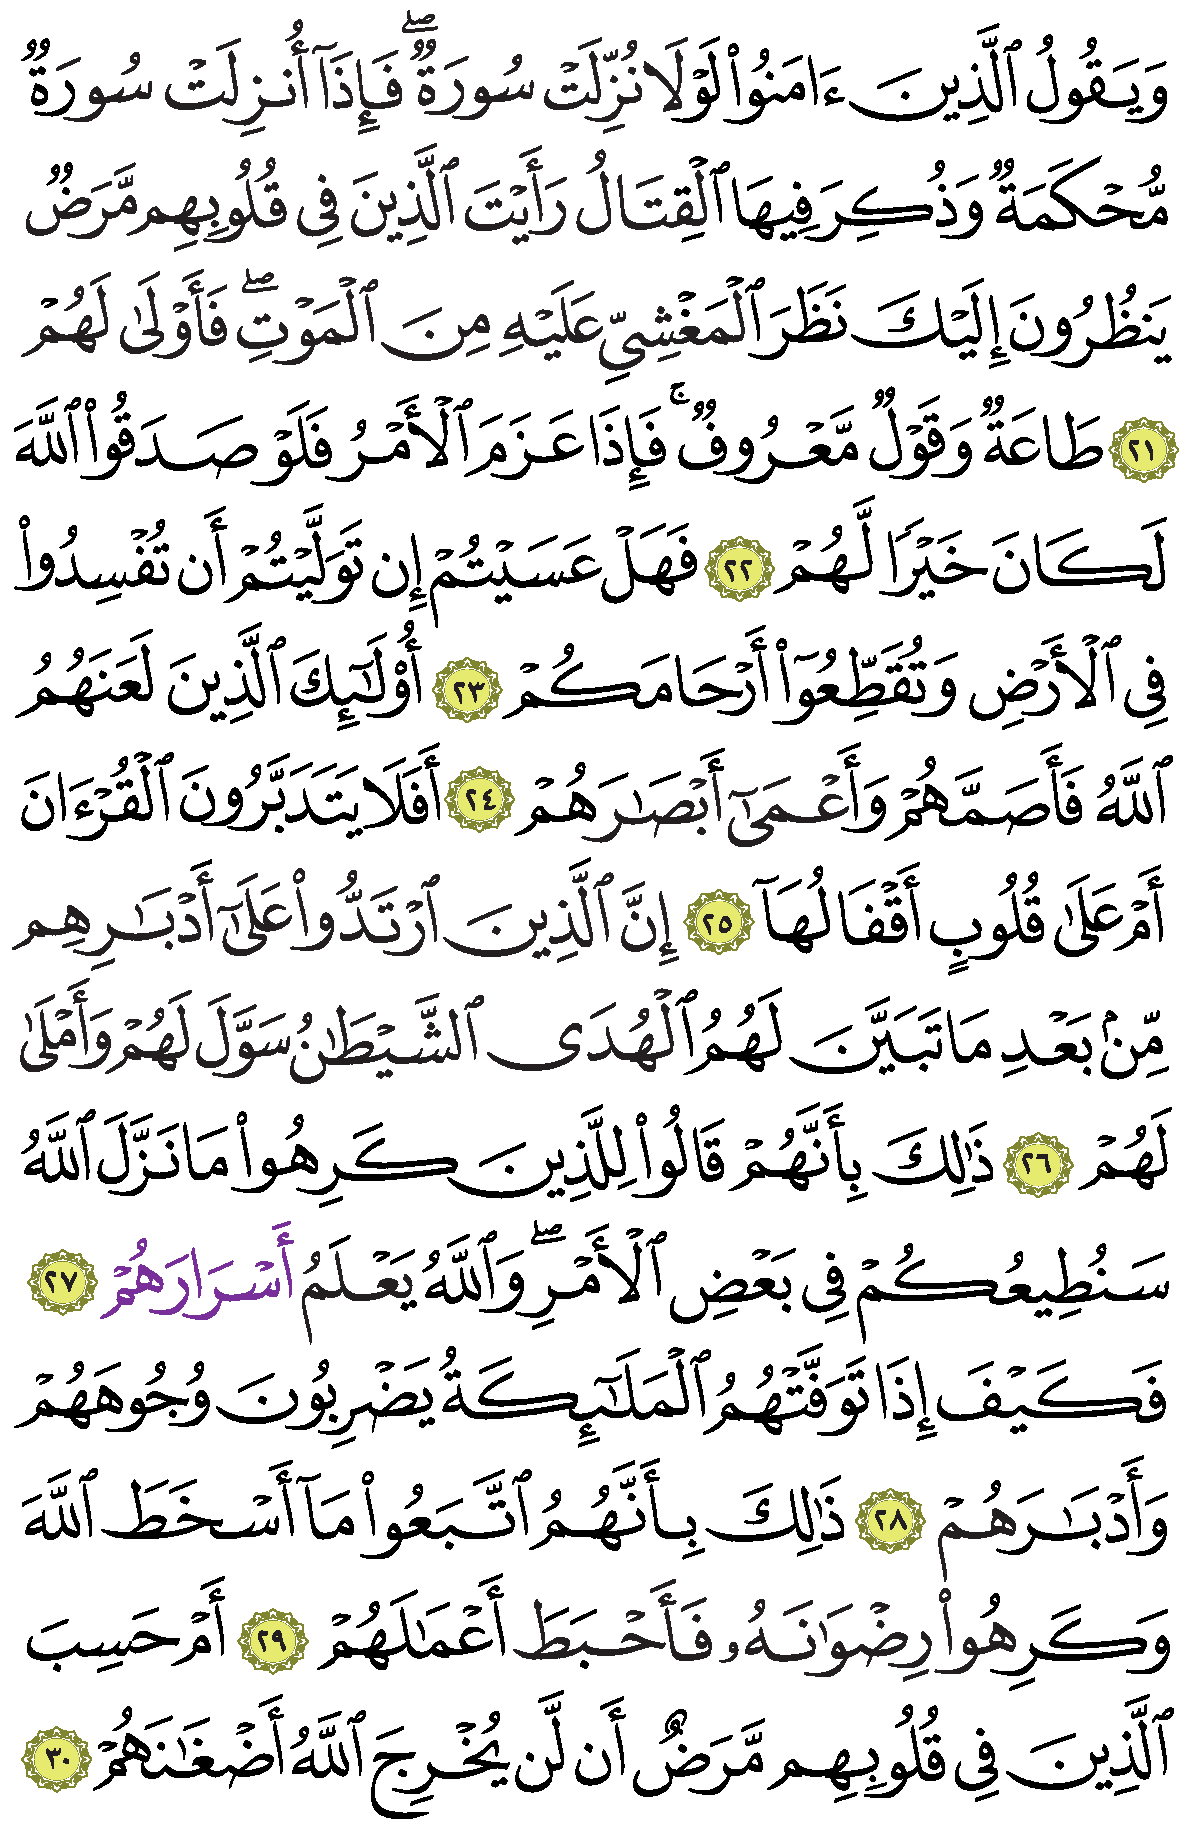 وَيَقُولُ ٱلَّذِينَ ءَامَنُوا۟ لَوْلَا نُزِّلَتْ سُورَةٌ ۖ فَإِذَآ أُنزِلَتْ سُورَةٌ
مُّحْكَمَةٌ وَذُكِرَ فِيهَا ٱلْقِتَالُ رَأَيْتَ ٱلَّذِينَ فِى قُلُوبِهِم مَّرَضٌ
يَنظُرُونَ إِلَيْكَ نَظَرَ ٱلْمَغْشِىِّ عَلَيْهِ مِنَ ٱلْمَوْتِ ۖ فَأَوْلَىٰ لَهُمْ
٢١ طَاعَةٌ وَقَوْلٌ مَّعْرُوفٌ ۚ فَإِذَا عَزَمَ ٱلْأَمْرُ فَلَوْ صَدَقُوا۟ ٱللَّهَ
لَكَانَ خَيْرًا لَّهُمْ ٢٢ فَهَلْ عَسَيْتُمْ إِن تَوَلَّيْتُمْ أَن تُفْسِدُوا۟
فِى ٱلْأَرْضِ وَتُقَطِّعُوٓا۟ أَرْحَامَكُمْ ٢٣ أُو۟لَـٰٓئِكَ ٱلَّذِينَ لَعَنَهُمُ
ٱللَّهُ فَأَصَمَّهُمْ وَأَعْمَىٰٓ أَبْصَـٰرَهُمْ ٢٤ أَفَلَا يَتَدَبَّرُونَ ٱلْقُرْءَانَ
أَمْ عَلَىٰ قُلُوبٍ أَقْفَالُهَآ ٢٥ إِنَّ ٱلَّذِينَ ٱرْتَدُّوا۟ عَلَىٰٓ أَدْبَـٰرِهِم
مِّنۢ بَعْدِ مَا تَبَيَّنَ لَهُمُ ٱلْهُدَى ٱلشَّيْطَـٰنُ سَوَّلَ لَهُمْ وَأَمْلَىٰ
لَهُمْ ٢٦ ذَٰلِكَ بِأَنَّهُمْ قَالُوا۟ لِلَّذِينَ كَرِهُوا۟ مَا نَزَّلَ ٱللَّهُ
سَنُطِيعُكُمْ فِى بَعْضِ ٱلْأَمْرِ ۖ وَٱللَّهُ يَعْلَمُ أَسْرَارَهُمْ ٢٧
فَكَيْفَ إِذَا تَوَفَّتْهُمُ ٱلْمَلَـٰٓئِكَةُ يَضْرِبُونَ وُجُوهَهُمْ
وَأَدْبَـٰرَهُمْ ٢٨ ذَٰلِكَ بِأَنَّهُمُ ٱتَّبَعُوا۟ مَآ أَسْخَطَ ٱللَّهَ
وَكَرِهُوا۟ رِضْوَٰنَهُۥ فَأَحْبَطَ أَعْمَـٰلَهُمْ ٢٩ أَمْ حَسِبَ
ٱلَّذِينَ فِى قُلُوبِهِم مَّرَضٌ أَن لَّن يُخْرِجَ ٱللَّهُ أَضْغَـٰنَهُمْ ٣٠